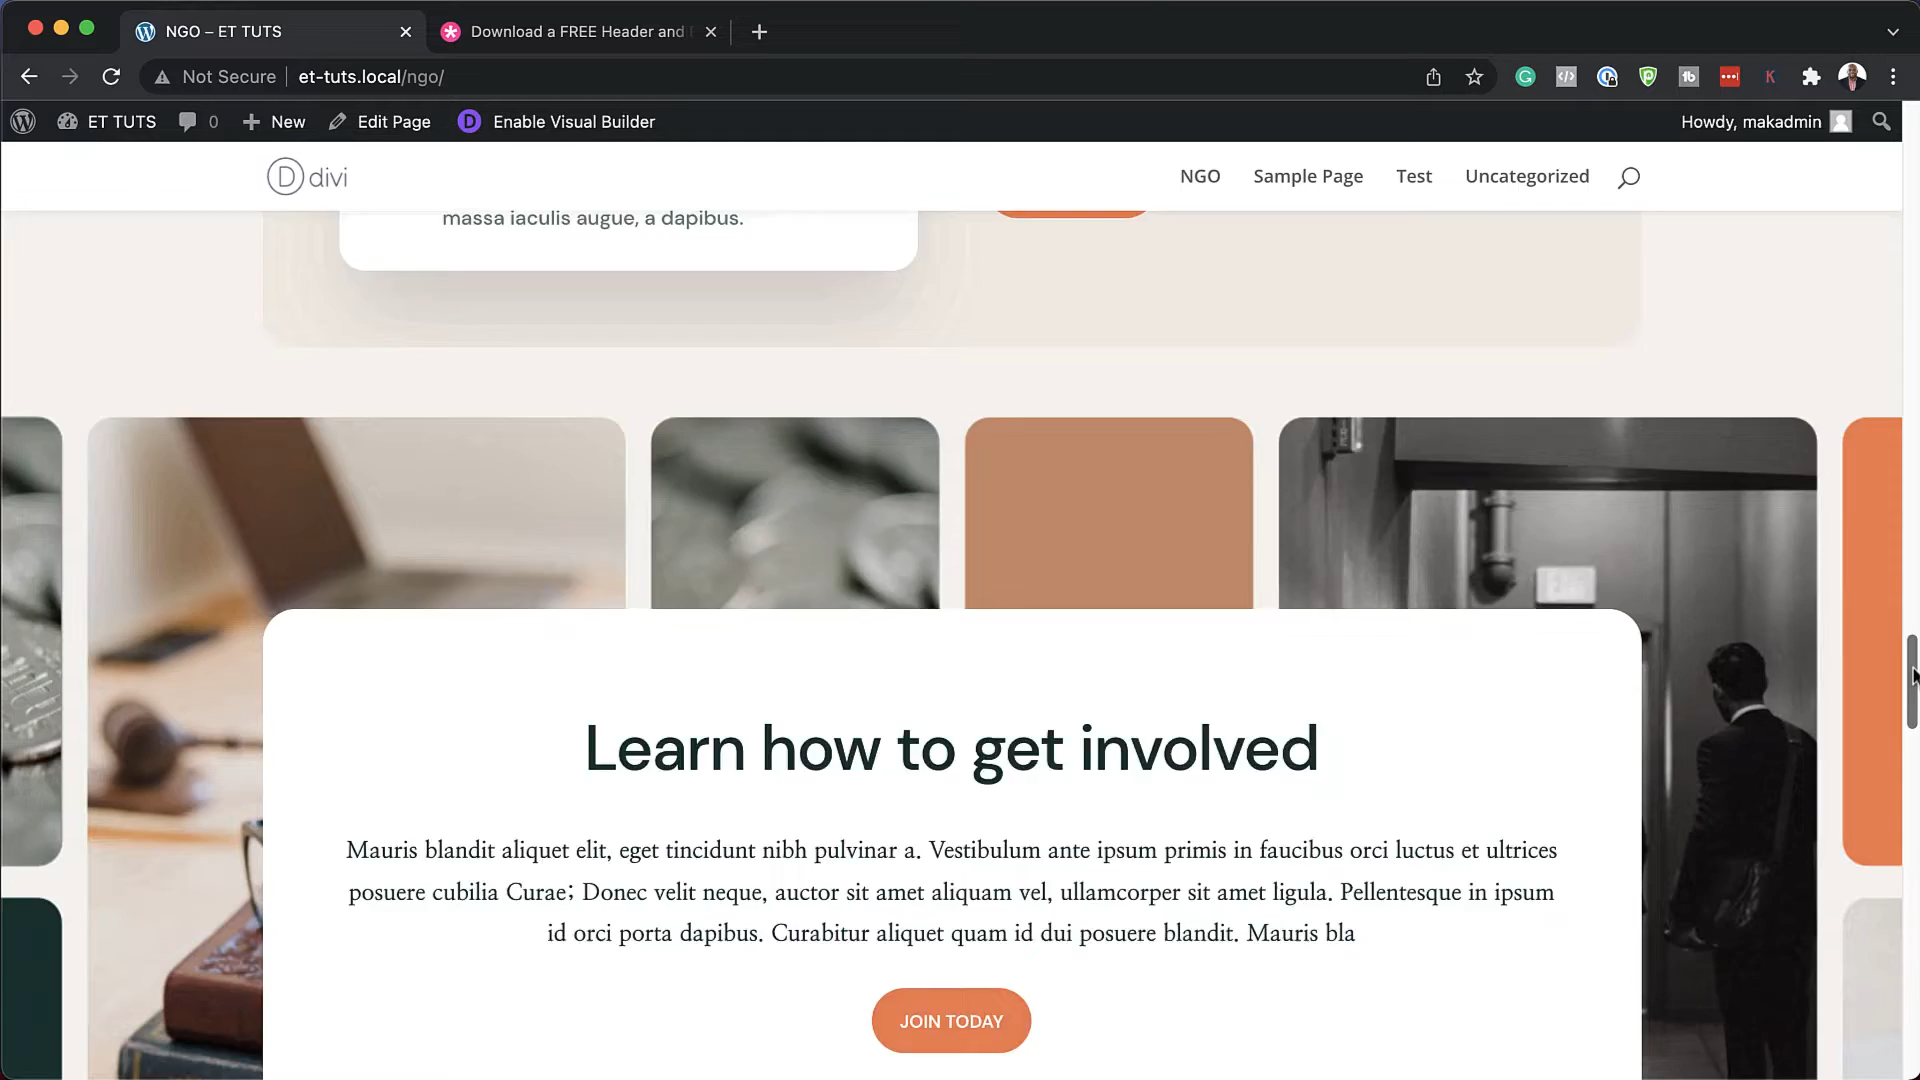 NGO – ET TUTS
Download a FREE Header and
Not Secure
et-tuts.local/ngo/
ET TUTS
0
New
Edit Page
Enable Visual Builder
Howdy, makadmin
divi
NGO
Sample Page
Test
Uncategorized
massa iaculis augue, a dapibus.
Learn how to get involved
Mauris blandit aliquet elit, eget tincidunt nibh pulvinar a. Vestibulum ante ipsum primis in faucibus orci luctus et ultrices
posuere cubilia Curae; Donec velit neque, auctor sit amet aliquam vel, ullamcorper sit amet ligula. Pellentesque in ipsum
id orci porta dapibus. Curabitur aliquet quam id dui posuere blandit. Mauris bla
JOIN TODAY